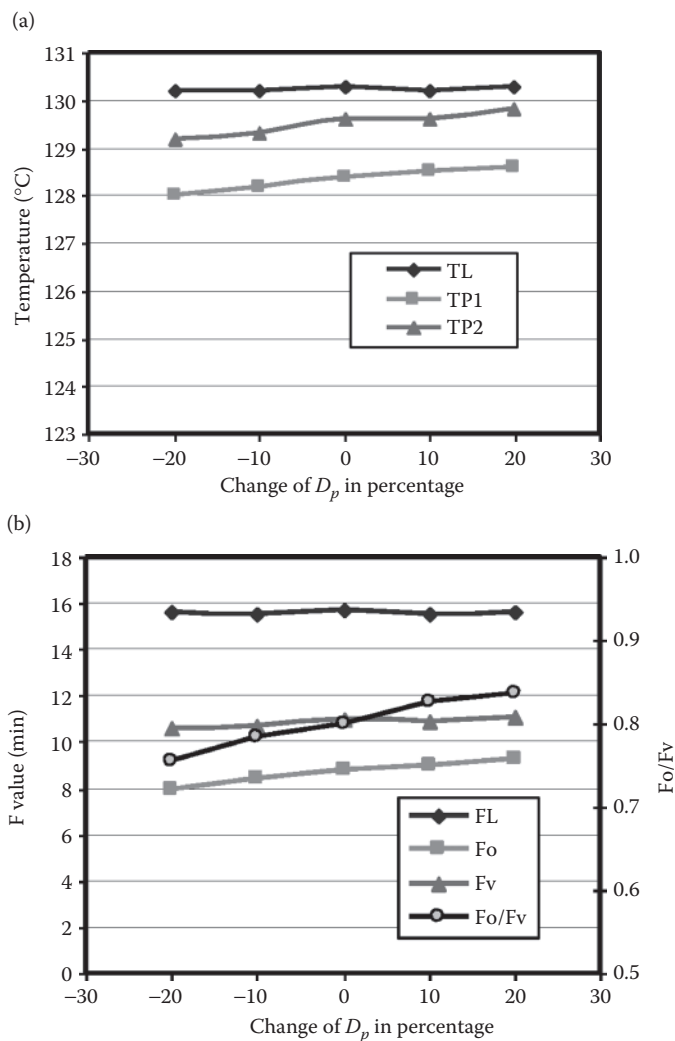 (a)
131
130
129
128
127
126
125
124
123
Temperature (°C)
TL
TP1
TP2
−30 −20 −10 0 10 20 30
Change of Dp in percentage
(b)
18
16
14
12
10
8
6
4
2
0
F value (min)
1.0
0.9
0.8
0.7
0.6
0.5
Fo/Fv
FL
Fo
Fv
Fo/Fv
−30 −20 −10 0 10 20 30
Change of Dp in percentage